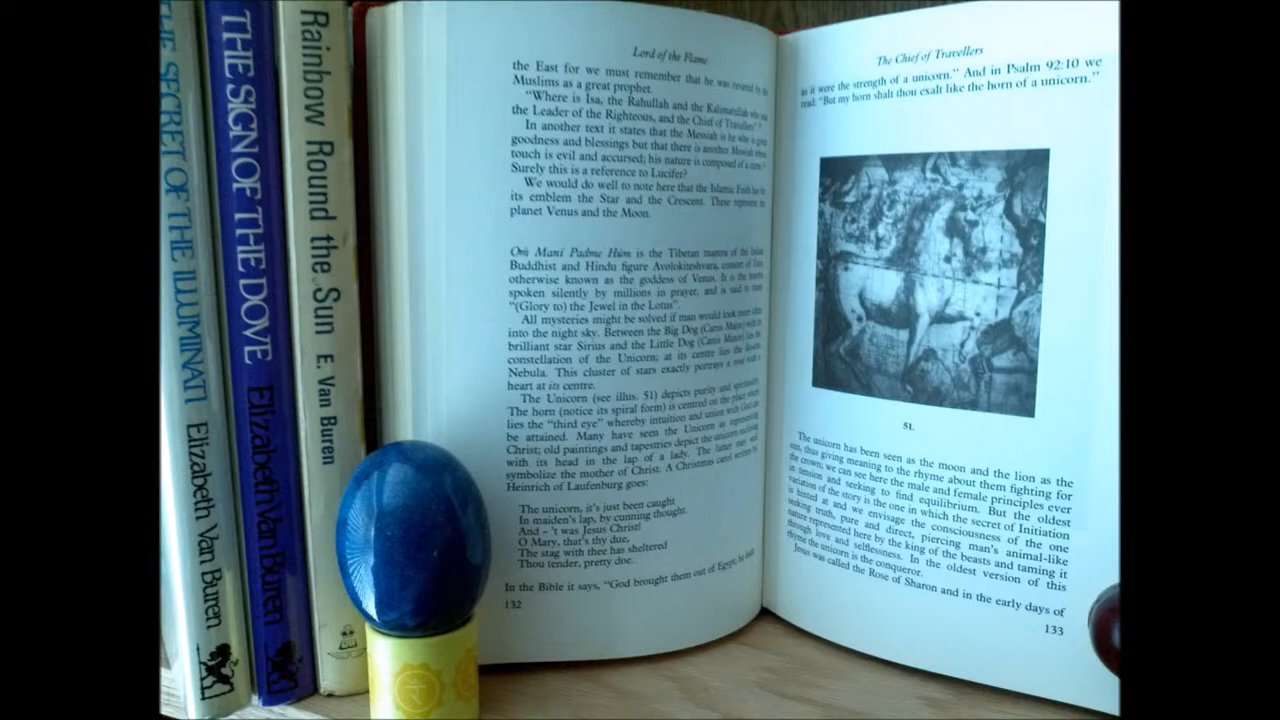 THE SECRET OF THE ILLUMINATI Elizabeth Van Buren
THE SIGN OF THE DOVE Elizabeth Van Buren
Rainbow Round the Sun E. Van Buren
Lord of the Flame
the East for we must remember that he was revered by the
Muslims as a great prophet.
"Where is Isa, the Rahullah and the Kalimatullah who was
the Leader of the Righteous, and the Chief of Travellers"
In another text it states that the Messiah is he who is great
goodness and blessings but that there is another Messiah whose
touch is evil and accursed; his nature is composed of a
Surely this is a reference to Lucifer?
We would do well to note here that the Islamic Faith has for
its emblem the Star and the Crescent. These represent the
planet Venus and the Moon.
Om Maní Padme Hùm is the Tibetan mantra of the Indian
Buddhist and Hindu figure Avolokiteshvara, consort of Tara,
otherwise known as the goddess of Venus. It is the mantra
spoken silently by millions in prayer, and is said to mean
"(Glory to) the Jewel in the Lotus".
All mysteries might be solved if man would look more often
into the night sky. Between the Big Dog (Canis Major) with its
brilliant star Sirius and the Little Dog (Canis Minor) lies the
constellation of the Unicorn; at its centre lies the Rosette
Nebula. This cluster of stars exactly portrays a rose with a
heart at its centre.
The Unicorn (see illus. 51) depicts purity and spirituality.
The horn (notice its spiral form) is centred on the place where
lies the "third eye" whereby intuition and union with God can
be attained. Many have seen the Unicorn as representing
Christ; old paintings and tapestries depict the unicorn reclining
with its head in the lap of a lady. The latter may well
symbolize the mother of Christ. A Christmas carol written by
Heinrich of Laufenburg goes:
The unicorn, it's just been caught
In maiden's lap, by cunning thought.
And – 't was Jesus Christ!
O Mary, that's thy due,
The stag with thee has sheltered
Thou tender, pretty doe.
In the Bible it says, "God brought them out of Egypt; he hath
132
The Chief of Travellers
as it were the strength of a unicorn." And in Psalm 92:10 we
read: "But my horn shalt thou exalt like the horn of a unicorn."
51.
The unicorn has been seen as the moon and the lion as the
sun, thus giving meaning to the rhyme about them fighting for
the crown; we can see here the male and female principles ever
in tension and seeking to find equilibrium. But the oldest
variation of the story is the one in which the secret of Initiation
is hinted at and we envisage the consciousness of the one
seeking truth, pure and direct, piercing man's animal-like
nature represented here by the king of the beasts and taming it
through love and selflessness. In the oldest version of this
rhyme the unicorn is the conqueror.
Jesus was called the Rose of Sharon and in the early days of
133